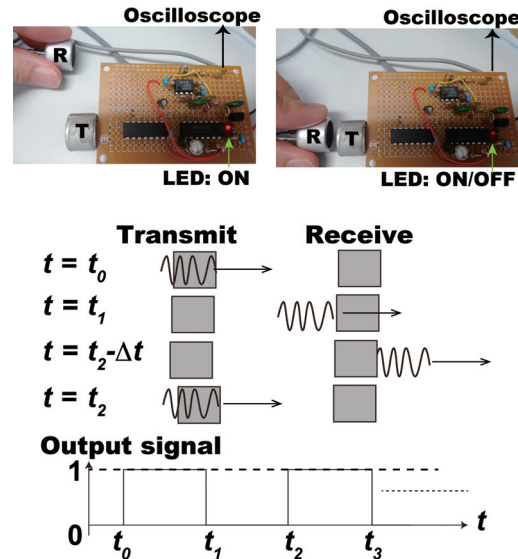 Oscilloscope
R
T
LED: ON
Oscilloscope
R
T
LED: ON/OFF
Transmit Receive
t = t0
t = t1
t = t2-Δt
t = t2
Output signal
1
0
t0 t1 t2 t3 t